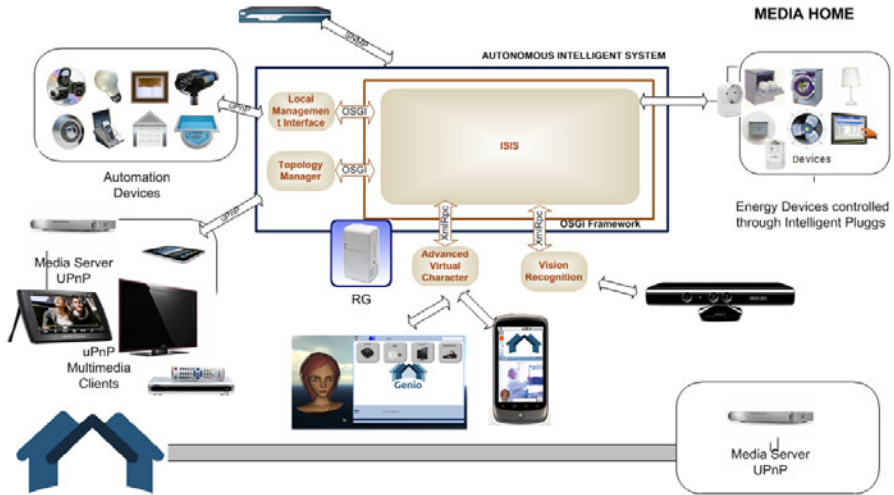 MEDIA HOME
SNMP
AUTONOMOUS INTELLIGENT SYSTEM
uPnP
Local
Managemen
t Interface
OSGI
ISIS
Topology
Manager
OSGI
Automation
Devices
Devices
Energy Devices controlled
through Intelligent Pluggs
uPnP
XmlRpc
XmlRpc
OSGi Framework
Media Server
UPnP
RG
Advanced
Virtual
Character
Vision
Recognition
uPnP
Multimedia
Clients
Genio
Media Server
UPnP